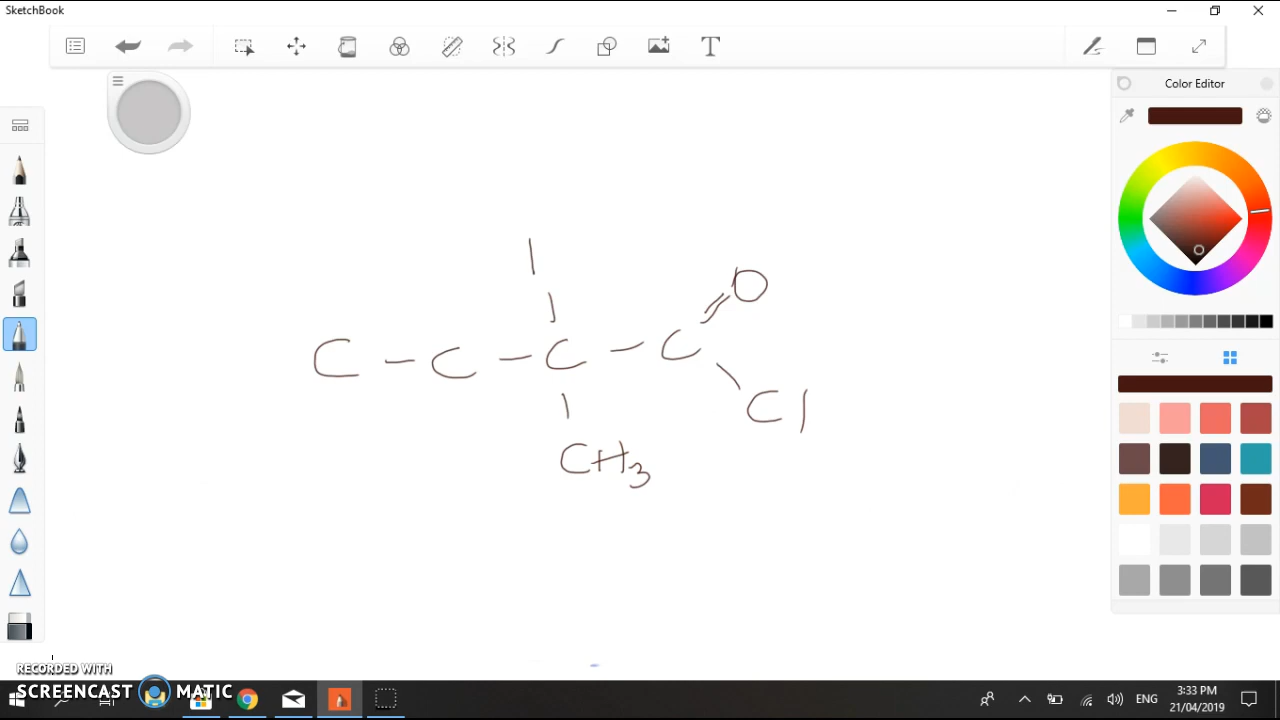 SketchBook
Color Editor
I
O
C - C - C - C
Cl
CH3
RECORDED WITH
SCREENCAST MATIC
ENG
3:33 PM
21/04/2019